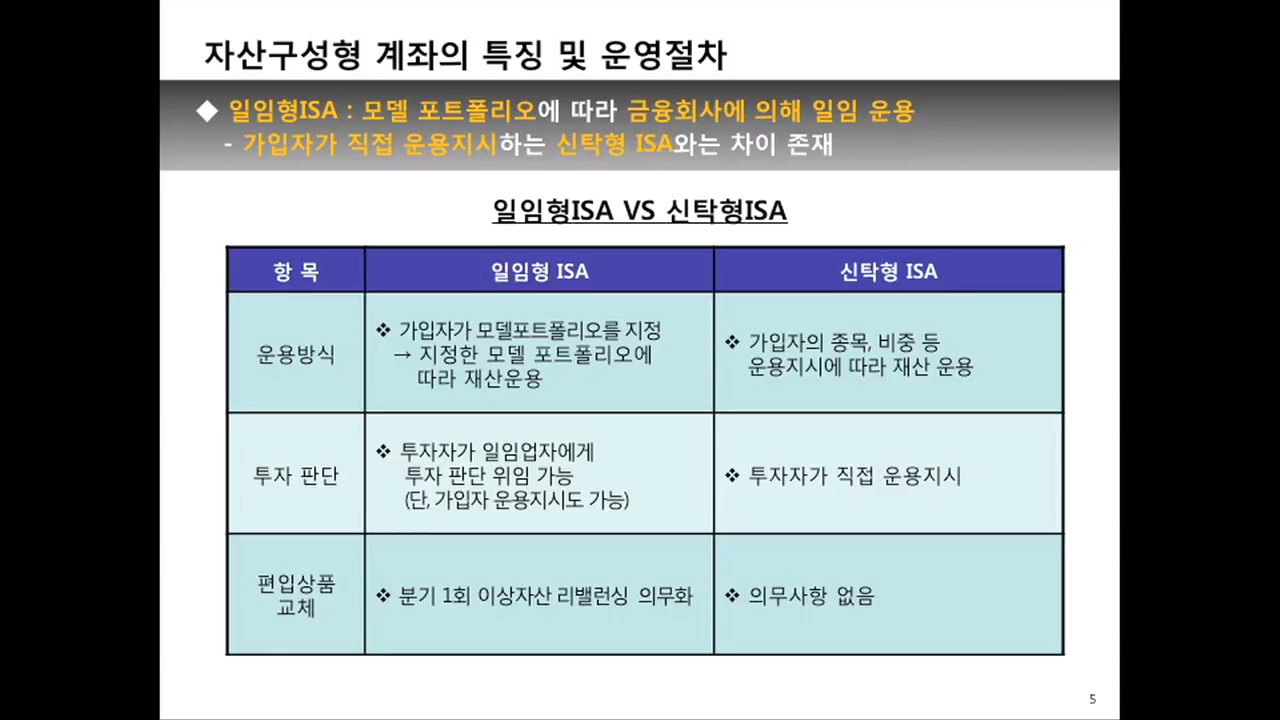 자산구성형 계좌의 특징 및 운영절차
◆ 일임형ISA : 모델 포트폴리오에 따라 금융회사에 의해 일임 운용
- 가입자가 직접 운용지시하는 신탁형 ISA와는 차이 존재
일임형ISA VS 신탁형ISA
항 목
일임형 ISA
신탁형 ISA
운용방식
❖ 가입자가 모델포트폴리오를 지정
→ 지정한 모델 포트폴리오에
따라 재산운용
❖ 가입자의 종목, 비중 등
운용지시에 따라 재산 운용
투자 판단
❖ 투자자가 일임업자에게
투자 판단 위임 가능
(단, 가입자 운용지시도 가능)
❖ 투자자가 직접 운용지시
편입상품
교체
❖ 분기 1회 이상자산 리밸런싱 의무화
❖ 의무사항 없음
5